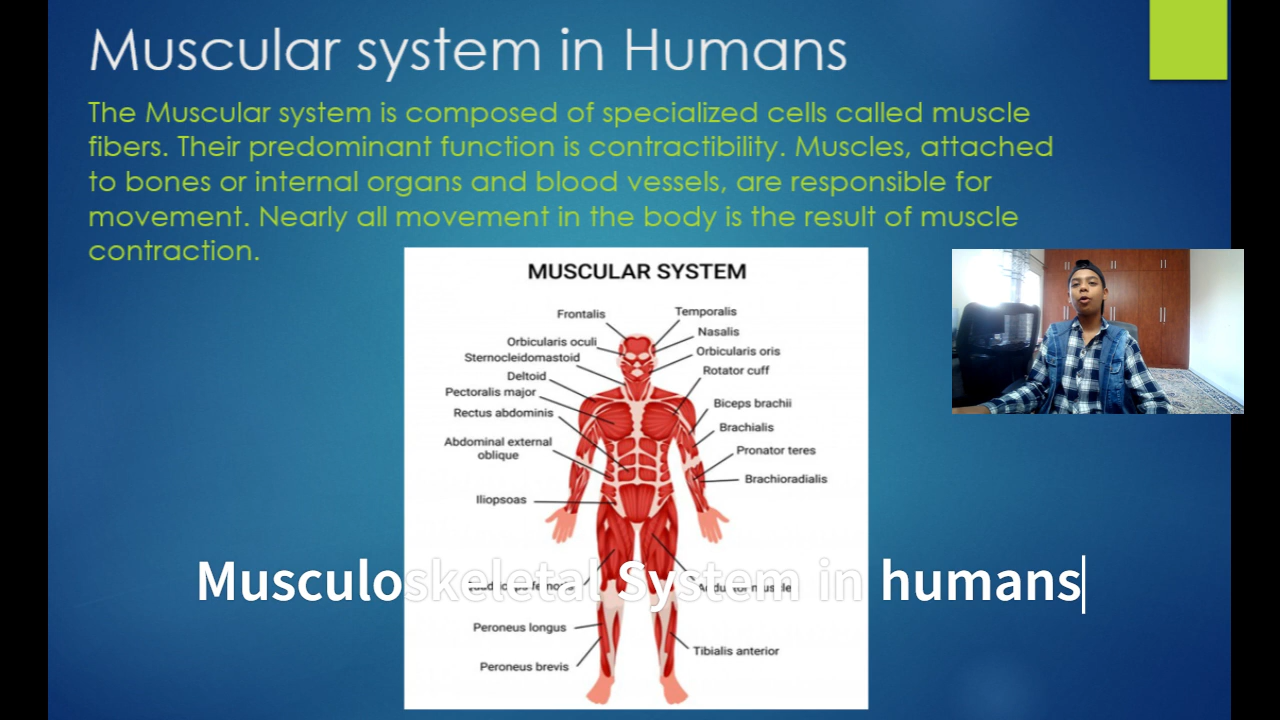 Muscular system in Humans
The Muscular system is composed of specialized cells called muscle
fibers. Their predominant function is contractibility. Muscles, attached
to bones or internal organs and blood vessels, are responsible for
movement. Nearly all movement in the body is the result of muscle
contraction.
MUSCULAR SYSTEM
Frontalis
Temporalis
Nasalis
Orbicularis oculi
Orbicularis oris
Sternocleidomastoid
Rotator cuff
Deltoid
Pectoralis major
Biceps brachii
Rectus abdominis
Brachialis
Abdominal external
oblique
Pronator teres
Brachioradialis
Iliopsoas
Musculoskeletal System in humans
Peroneus longus
Tibialis anterior
Peroneus brevis